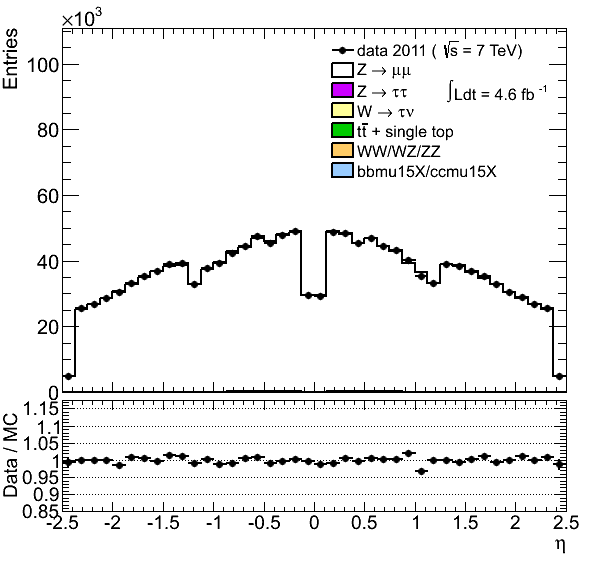 ×10³
Entries
100
80
60
40
20
0
data 2011 ( √s = 7 TeV)
Z → μμ
Z → ττ
W → τν
tt̅ + single top
WW/WZ/ZZ
bbmu15X/ccmu15X
∫Ldt = 4.6 fb⁻¹
Data / MC
1.15
1.1
1.05
1
0.95
0.9
0.85
-2.5 -2 -1.5 -1 -0.5 0 0.5 1 1.5 2 2.5
η